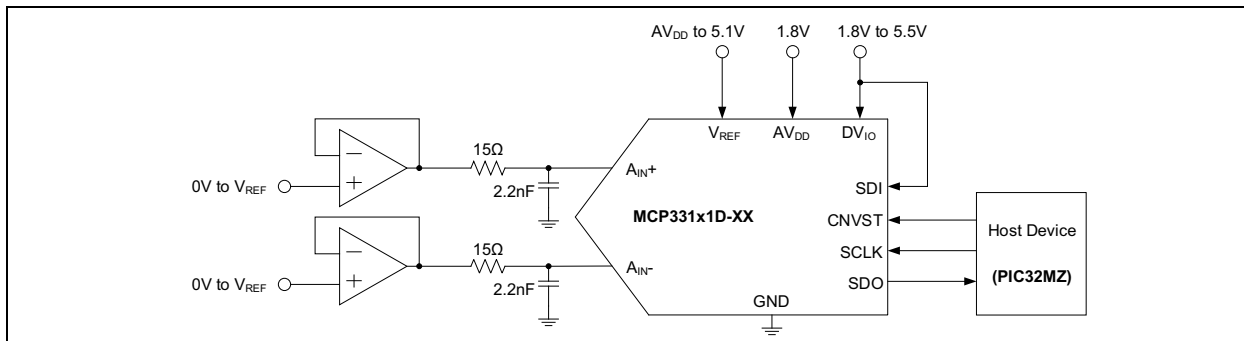 AVDD to 5.1V
1.8V
1.8V to 5.5V
VREF
AVDD
DVIO
15Ω
−
+
0V to VREF
2.2nF
AIN+
SDI
MCP331x1D-XX
CNVST
Host Device
SCLK
(PIC32MZ)
SDO
15Ω
−
+
0V to VREF
2.2nF
AIN-
GND